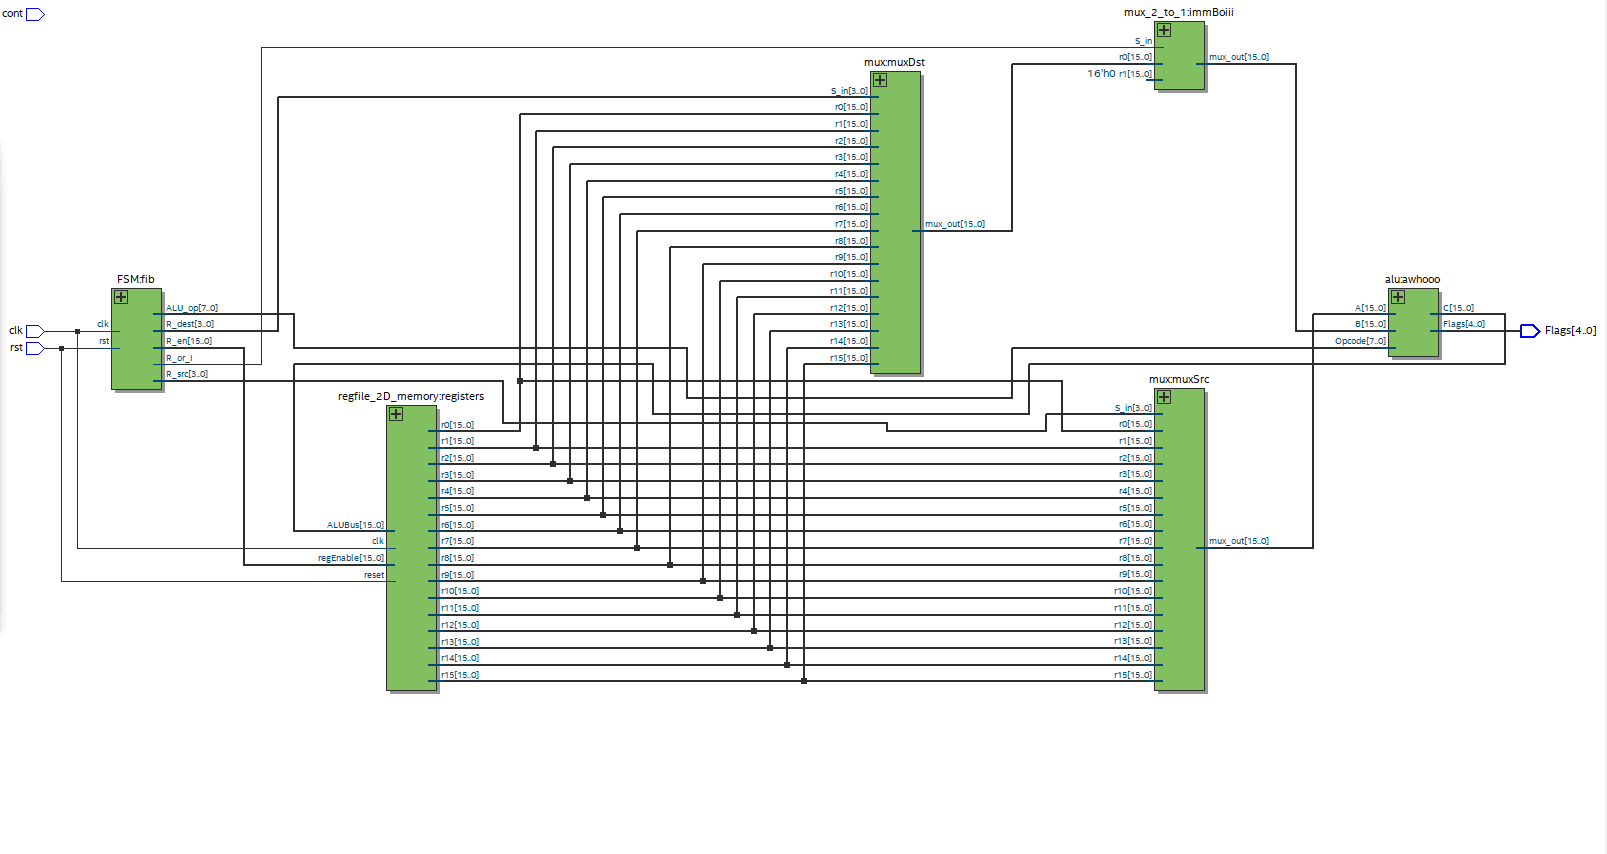 cont
mux_2_to_1:immBoiii
S_in
r0[15..0]
16'h0 r1[15..0]
mux_out[15..0]
mux:muxDst
S_in[3..0]
r0[15..0]
r1[15..0]
r2[15..0]
r3[15..0]
r4[15..0]
r5[15..0]
r6[15..0]
r7[15..0]
r8[15..0]
r9[15..0]
r10[15..0]
r11[15..0]
r12[15..0]
r13[15..0]
r14[15..0]
r15[15..0]
mux_out[15..0]
FSM:fib
clk
rst
clk
rst
ALU_op[7..0]
R_dest[3..0]
R_en[15..0]
R_or_I
R_src[3..0]
alu:awhooo
A[15..0]
B[15..0]
Opcode[7..0]
C[15..0]
Flags[4..0]
Flags[4..0]
regfile_2D_memory:registers
ALUBus[15..0]
clk
regEnable[15..0]
reset
r0[15..0]
r1[15..0]
r2[15..0]
r3[15..0]
r4[15..0]
r5[15..0]
r6[15..0]
r7[15..0]
r8[15..0]
r9[15..0]
r10[15..0]
r11[15..0]
r12[15..0]
r13[15..0]
r14[15..0]
r15[15..0]
mux:muxSrc
S_in[3..0]
r0[15..0]
r1[15..0]
r2[15..0]
r3[15..0]
r4[15..0]
r5[15..0]
r6[15..0]
r7[15..0]
r8[15..0]
r9[15..0]
r10[15..0]
r11[15..0]
r12[15..0]
r13[15..0]
r14[15..0]
r15[15..0]
mux_out[15..0]